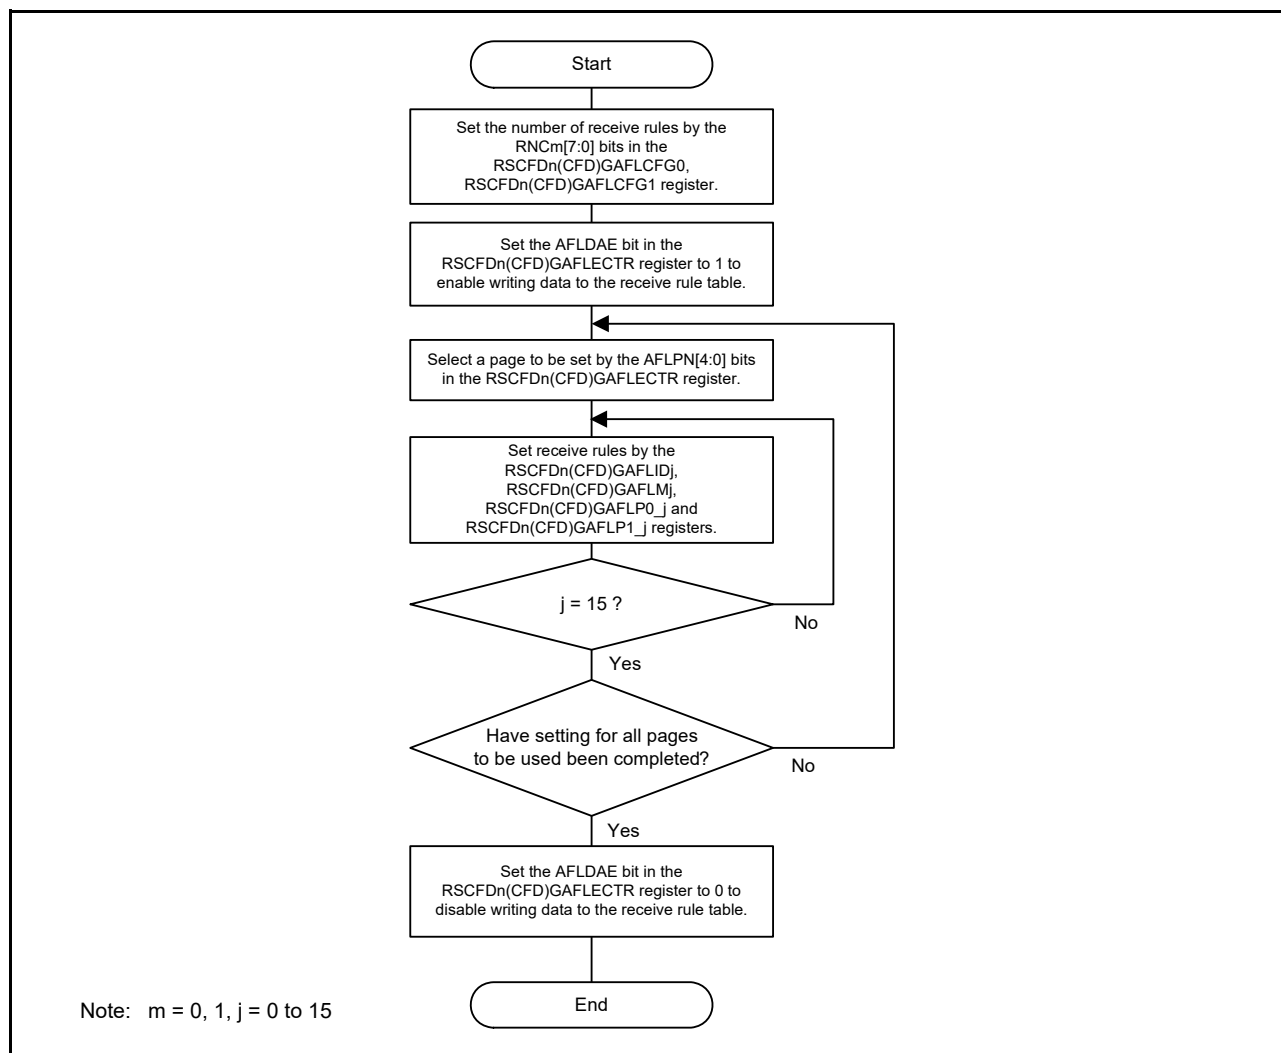 Start
Set the number of receive rules by the
RNCm[7:0] bits in the
RSCFDn(CFD)GAFLCFG0,
RSCFDn(CFD)GAFLCFG1 register.
Set the AFLDAE bit in the
RSCFDn(CFD)GAFLECTR register to 1 to
enable writing data to the receive rule table.
Select a page to be set by the AFLPN[4:0] bits
in the RSCFDn(CFD)GAFLECTR register.
Set receive rules by the
RSCFDn(CFD)GAFLIDj,
RSCFDn(CFD)GAFLMj,
RSCFDn(CFD)GAFLP0_j and
RSCFDn(CFD)GAFLP1_j registers.
j = 15 ?
No
Yes
Have setting for all pages
to be used been completed?
No
Yes
Set the AFLDAE bit in the
RSCFDn(CFD)GAFLECTR register to 0 to
disable writing data to the receive rule table.
End
Note: m = 0, 1, j = 0 to 15